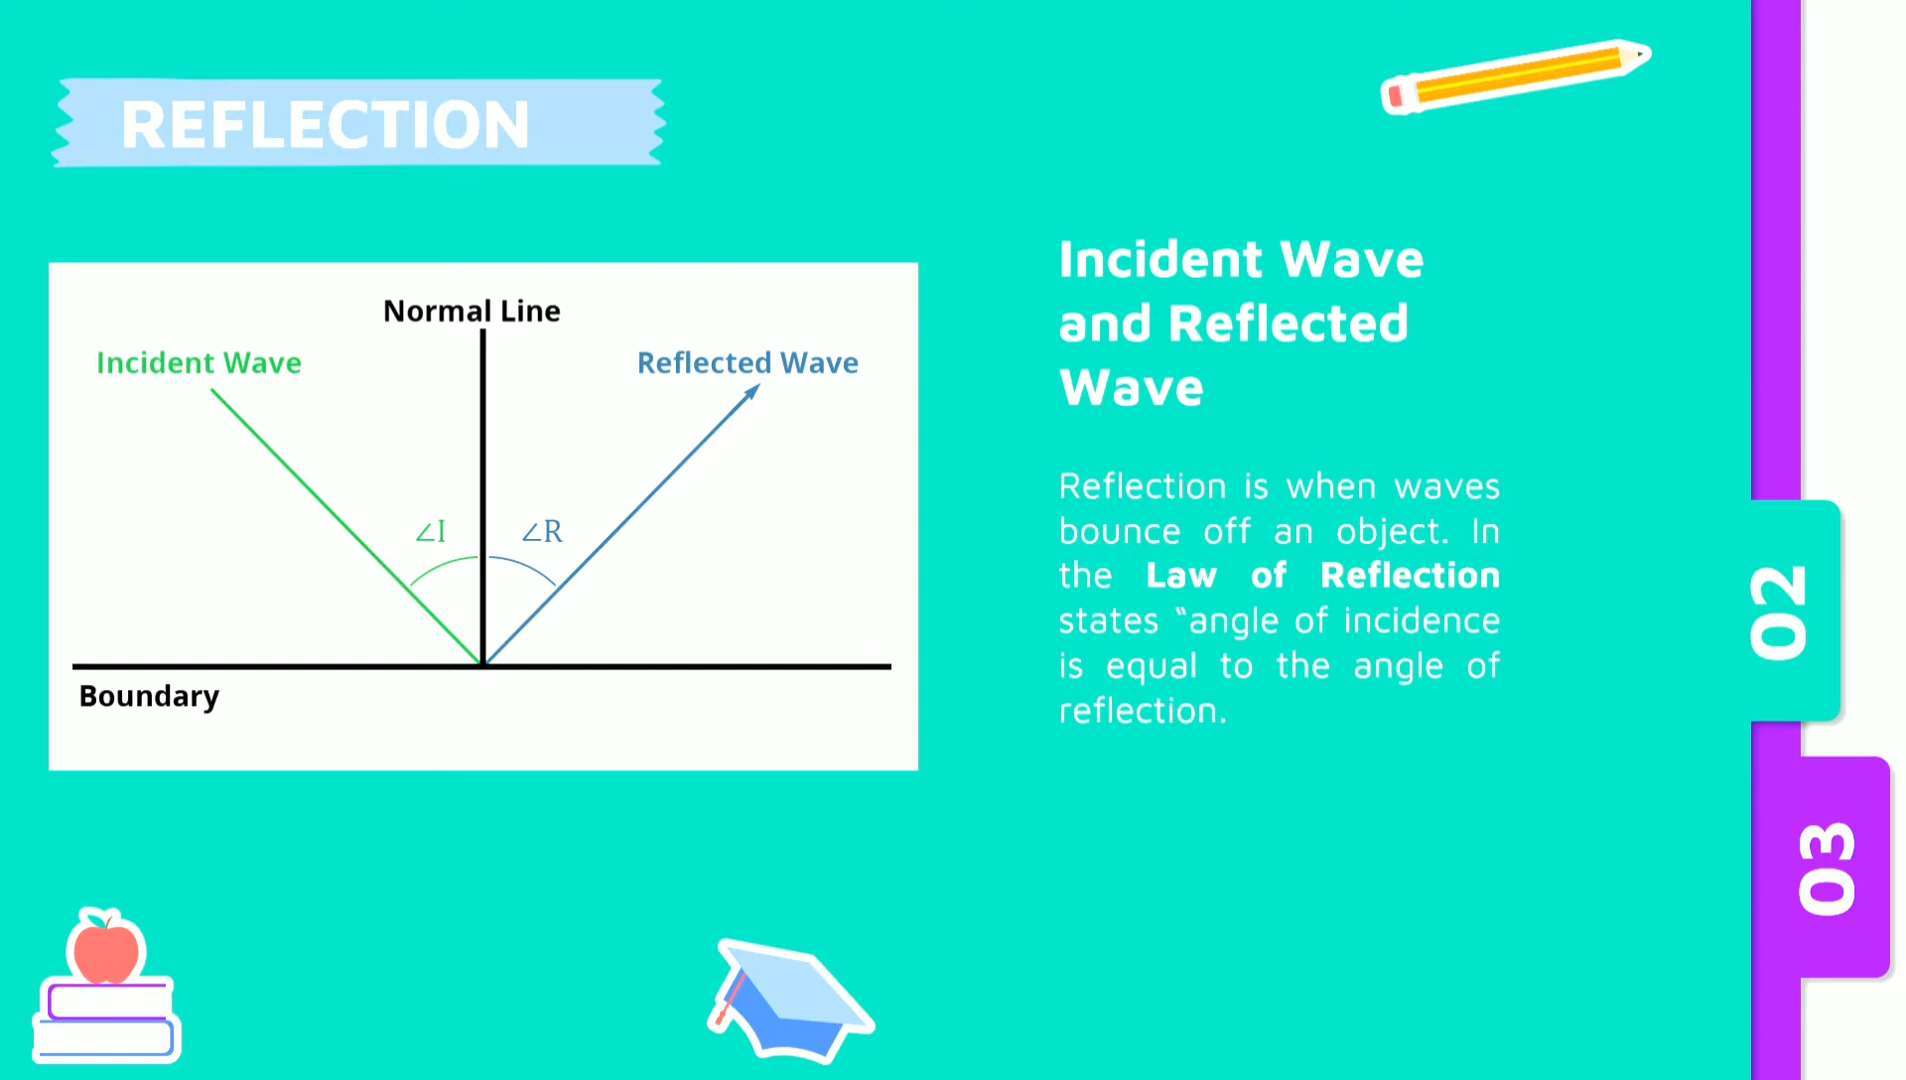 REFLECTION
Normal Line
Incident Wave
Reflected Wave
∠I
∠R
Boundary
Incident Wave
and Reflected
Wave
Reflection is when waves
bounce off an object. In
the Law of Reflection
states “angle of incidence
is equal to the angle of
reflection.
02
03